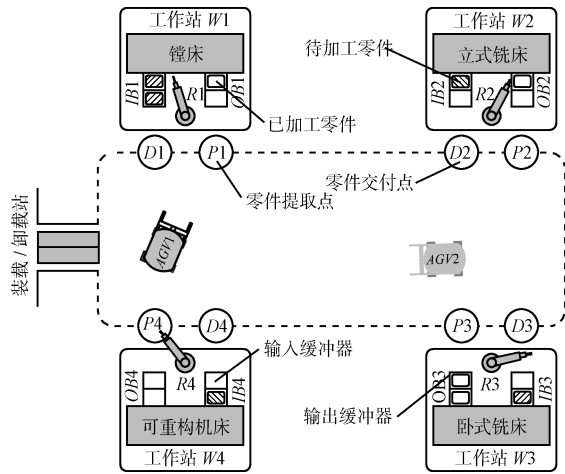 工作站 W1
镗床
IB1
R1
OB1
待加工零件
已加工零件
工作站 W2
立式铣床
IB2
R2
OB2
D1
P1
D2
P2
零件提取点
零件交付点
装载/卸载站
AGV1
AGV2
P4
D4
P3
D3
输入缓冲器
输出缓冲器
OB4
R4
IB4
可重构机床
工作站 W4
OB3
R3
IB3
卧式铣床
工作站 W3